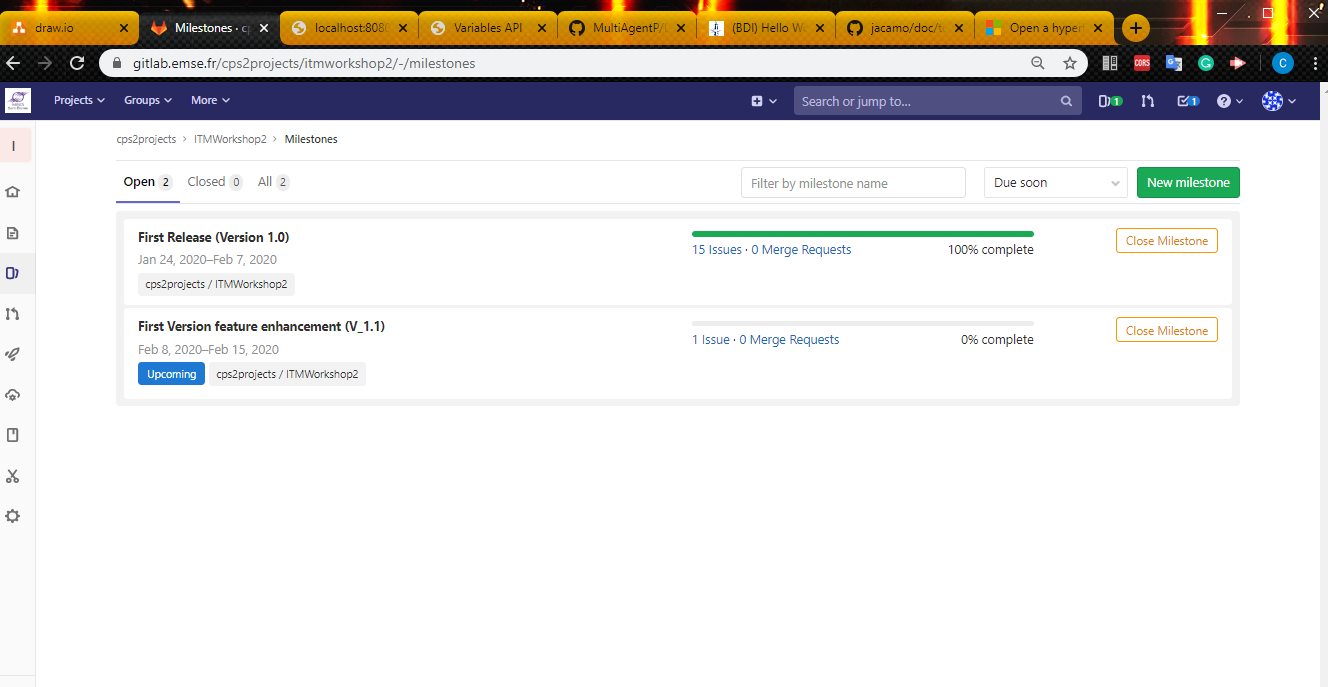 draw.io
Milestones · c
localhost:808
Variables API
MultiAgentP/
(BDI) Hello W
jacamo/doc/t
Open a hyper
gitlab.emse.fr/cps2projects/itmworkshop2/-/milestones
CORS
C
Projects
Groups
More
Search or jump to...
1
1
cps2projects > ITMWorkshop2 > Milestones
I
Open 2
Closed 0
All 2
Filter by milestone name
Due soon
New milestone
First Release (Version 1.0)
Jan 24, 2020–Feb 7, 2020
cps2projects / ITMWorkshop2
15 Issues · 0 Merge Requests
100% complete
Close Milestone
First Version feature enhancement (V_1.1)
Feb 8, 2020–Feb 15, 2020
Upcoming
cps2projects / ITMWorkshop2
1 Issue · 0 Merge Requests
0% complete
Close Milestone